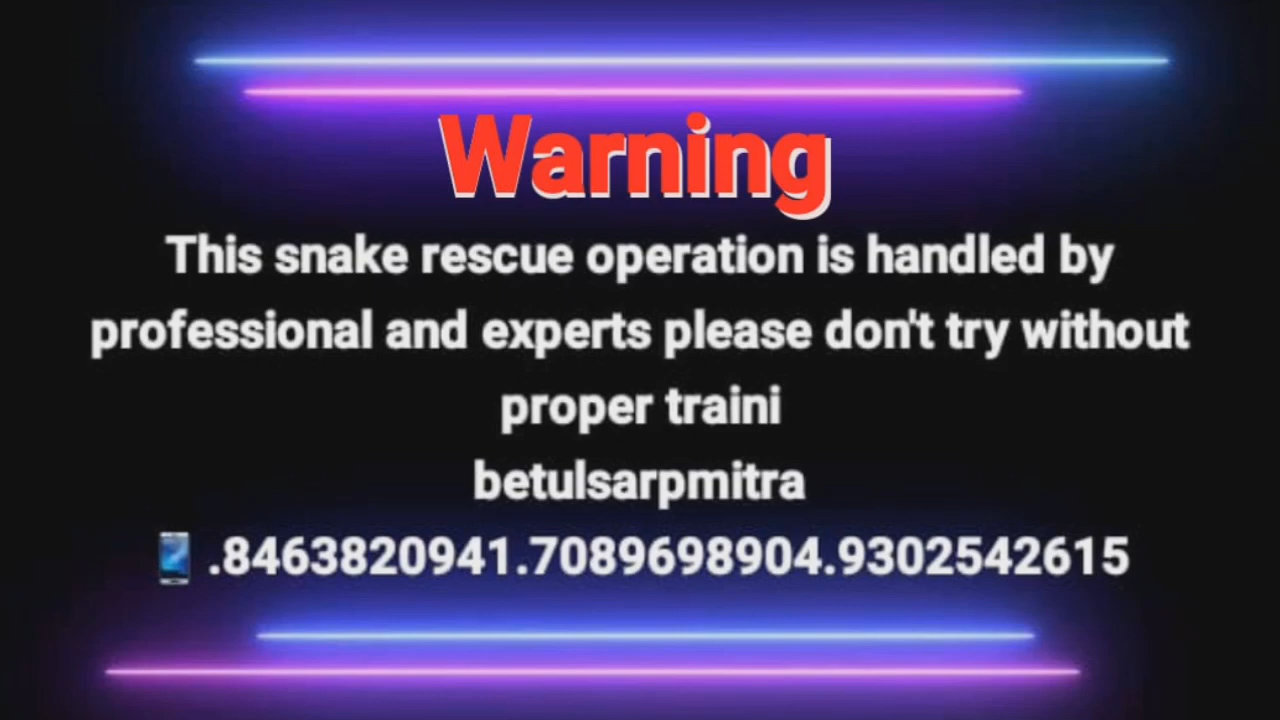 Warning
This snake rescue operation is handled by
professional and experts please don't try without
proper traini
betulsarpmitra
📱.8463820941.7089698904.9302542615